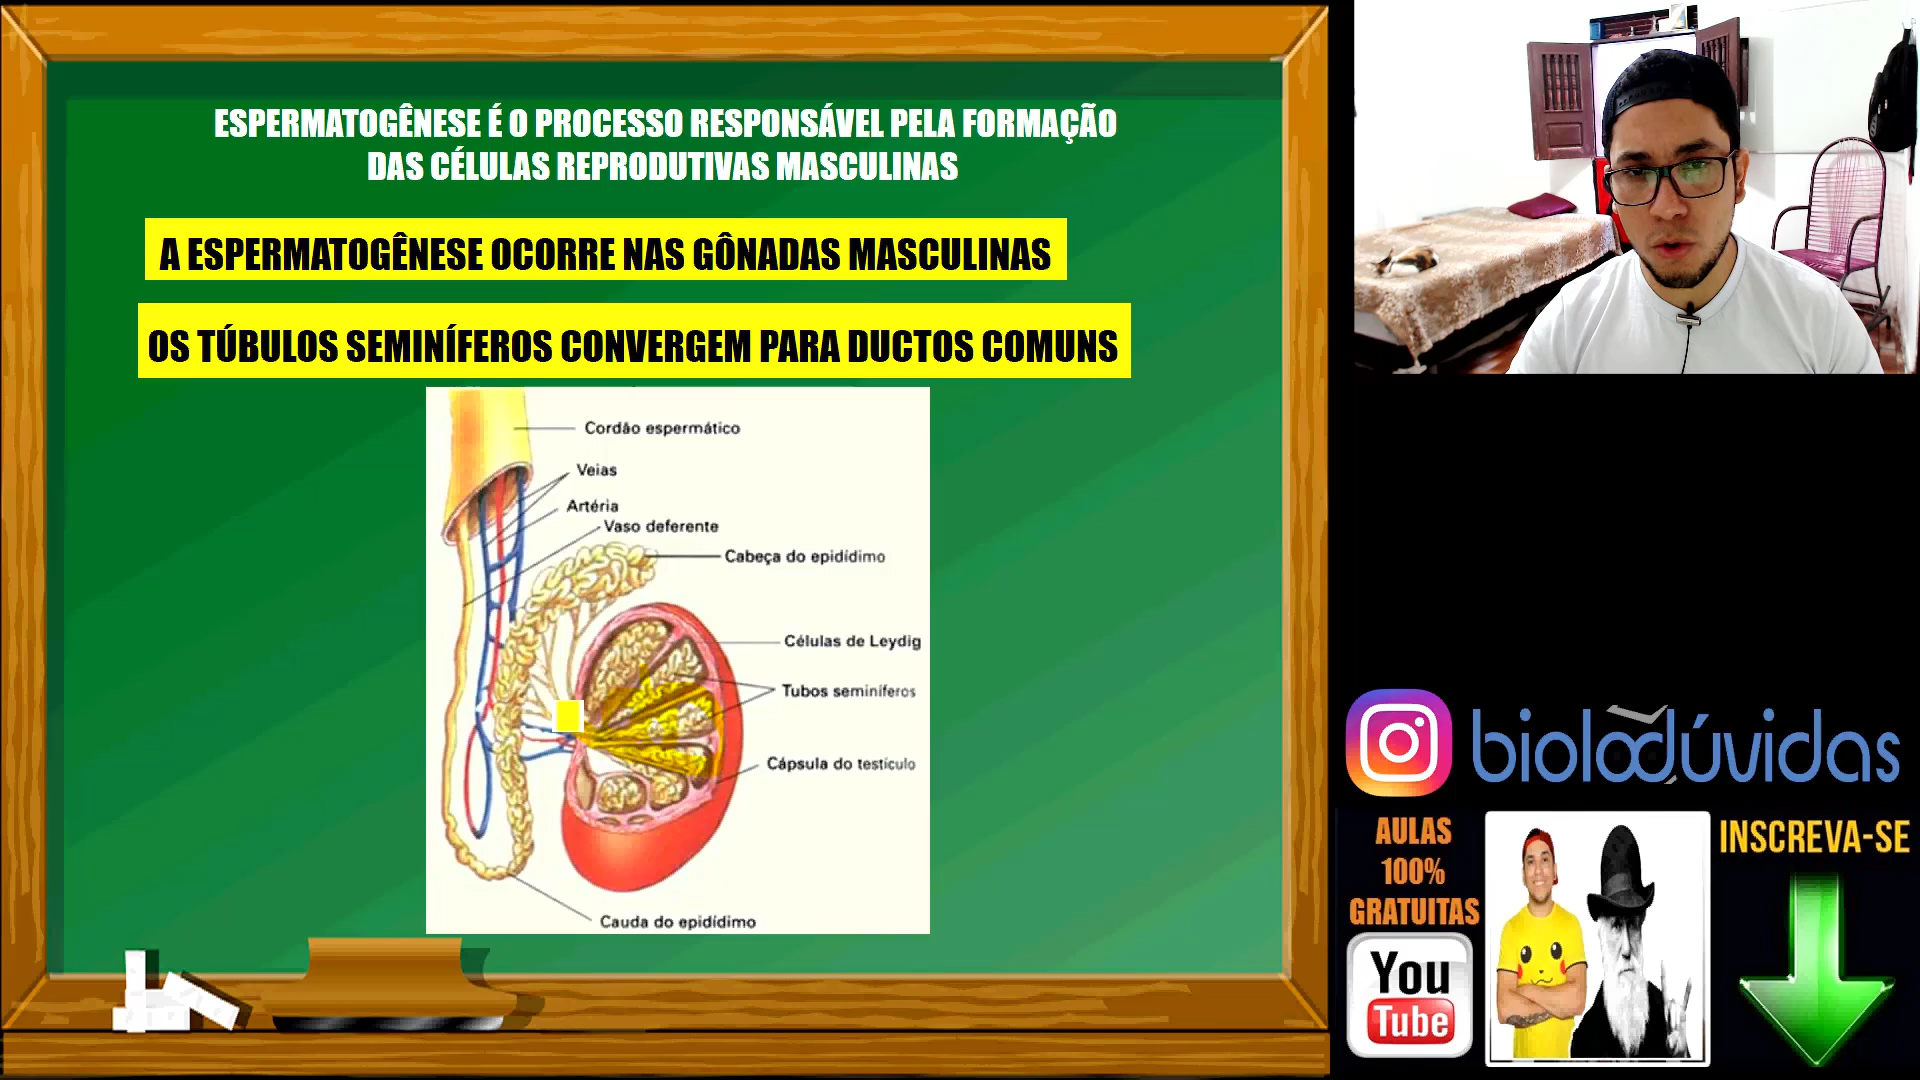 ESPERMATOGÊNESE É O PROCESSO RESPONSÁVEL PELA FORMAÇÃO
DAS CÉLULAS REPRODUTIVAS MASCULINAS
A ESPERMATOGÊNESE OCORRE NAS GÔNADAS MASCULINAS
OS TÚBULOS SEMINÍFEROS CONVERGEM PARA DUCTOS COMUNS
Cordão espermático
Veias
Artéria
Vaso deferente
Cabeça do epidídimo
Células de Leydig
Tubos seminíferos
Cápsula do testículo
Cauda do epidídimo
biolodúvidas
AULAS
100%
GRATUITAS
You
Tube
INSCREVA-SE